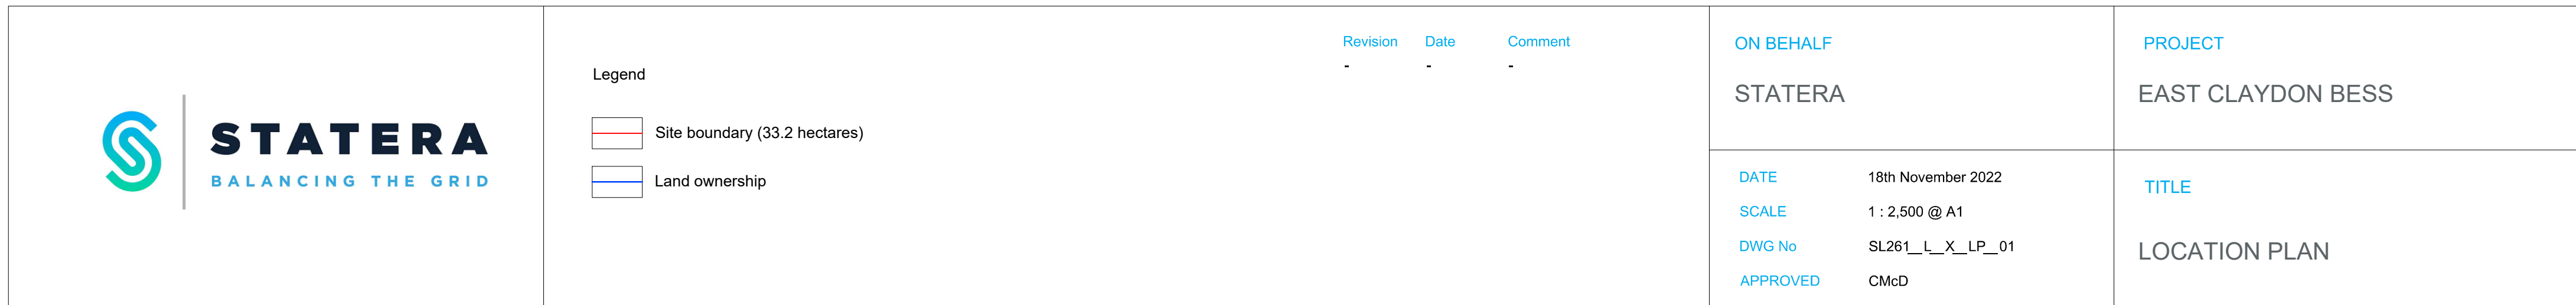 STATERA
BALANCING THE GRID
Legend
Site boundary (33.2 hectares)
Land ownership
Revision Date Comment
- - -
ON BEHALF
STATERA
PROJECT
EAST CLAYDON BESS
DATE 18th November 2022
SCALE 1 : 2,500 @ A1
DWG No SL261__L__X__LP__01
APPROVED CMcD
TITLE
LOCATION PLAN